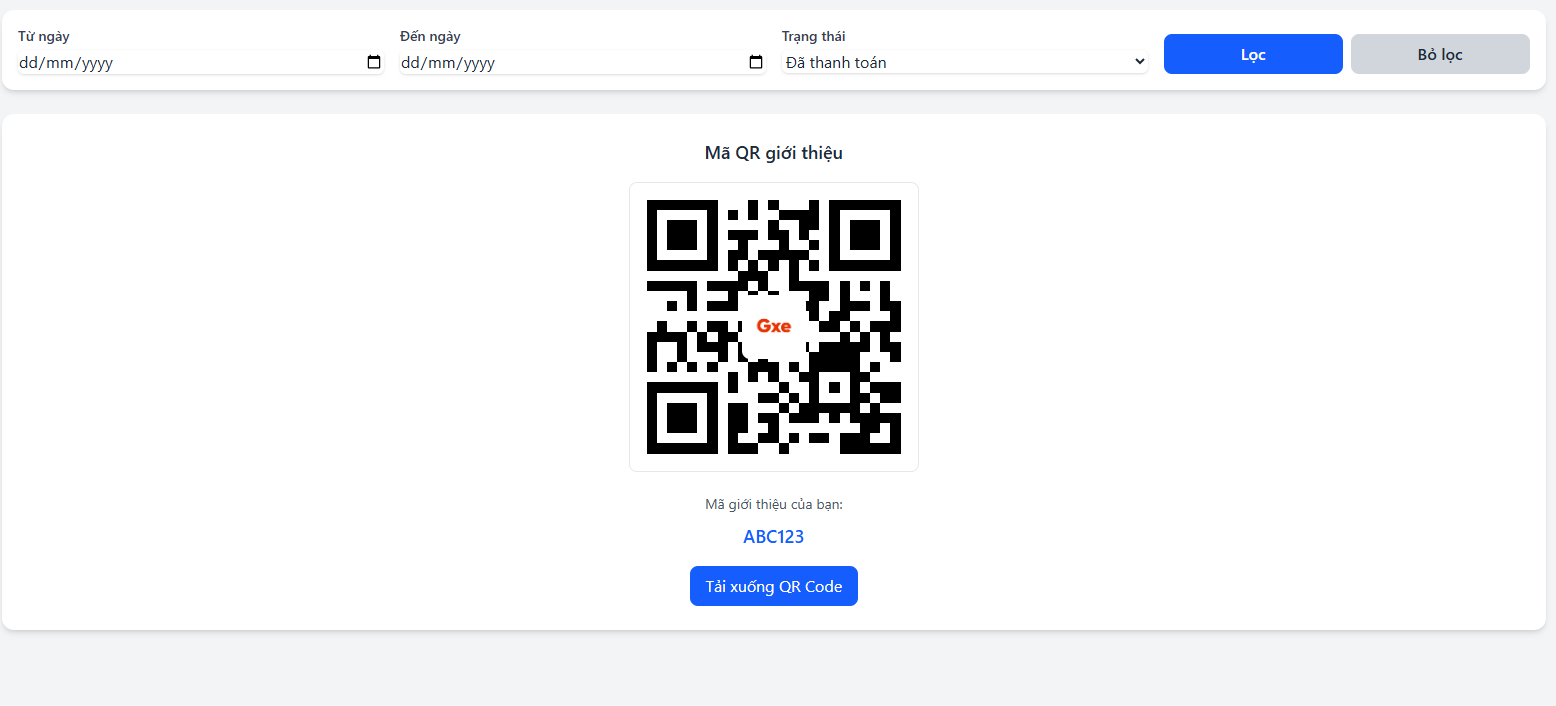 Từ ngày
Đến ngày
Trạng thái
dd/mm/yyyy
dd/mm/yyyy
Đã thanh toán
Lọc
Bỏ lọc
Mã QR giới thiệu
Gxe
Mã giới thiệu của bạn:
ABC123
Tải xuống QR Code